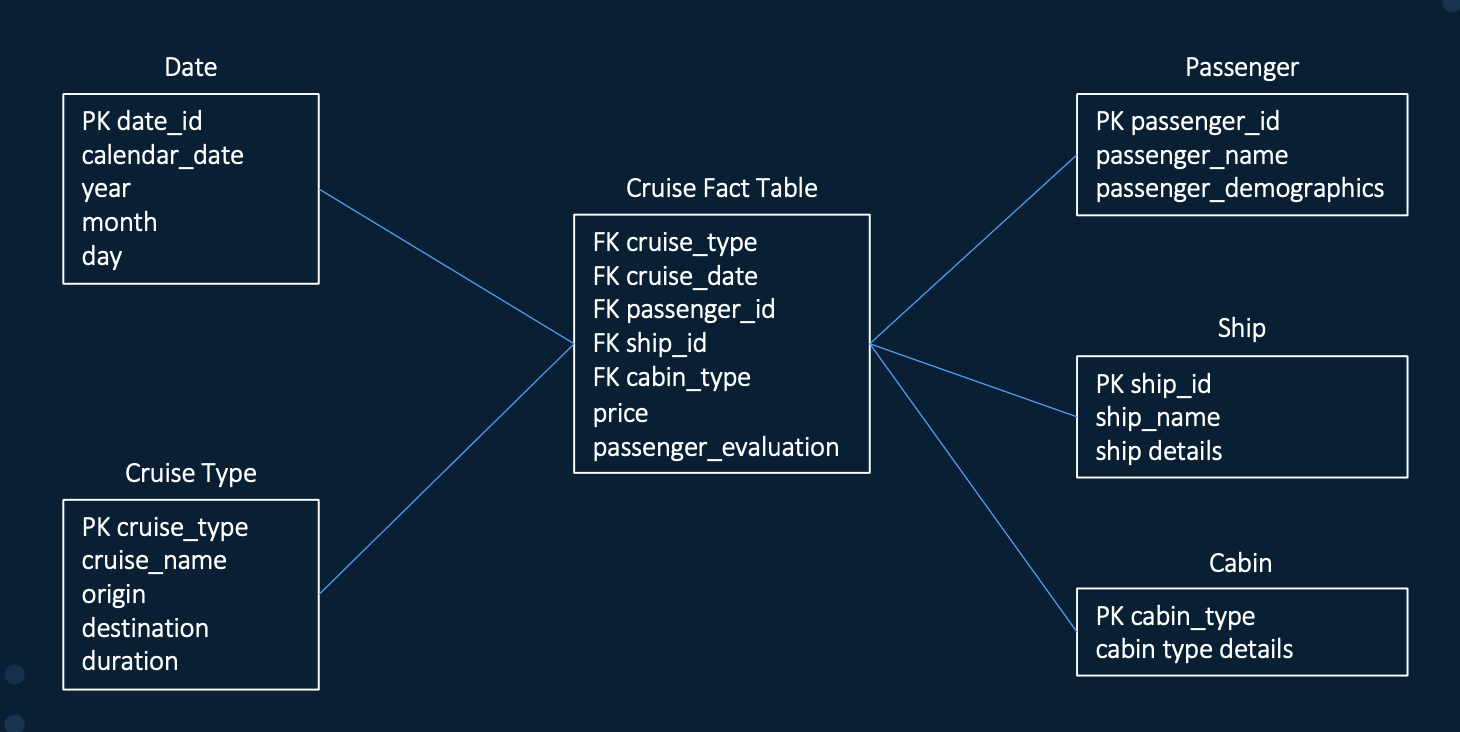 Date
PK date_id
calendar_date
year
month
day
Cruise Type
PK cruise_type
cruise_name
origin
destination
duration
Cruise Fact Table
FK cruise_type
FK cruise_date
FK passenger_id
FK ship_id
FK cabin_type
price
passenger_evaluation
Passenger
PK passenger_id
passenger_name
passenger_demographics
Ship
PK ship_id
ship_name
ship details
Cabin
PK cabin_type
cabin type details